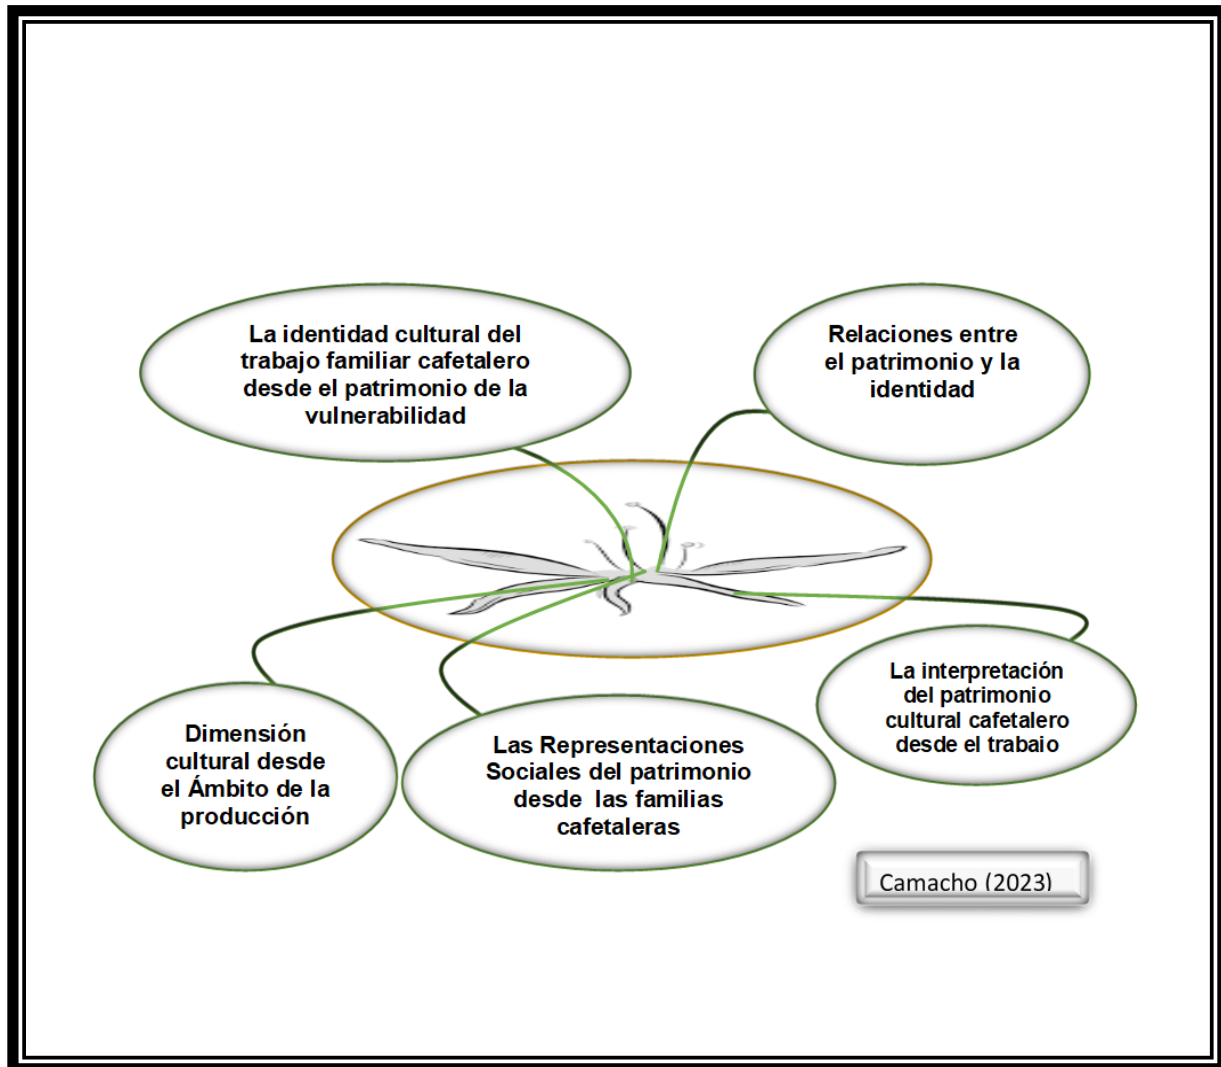 La identidad cultural del
trabajo familiar cafetalero
desde el patrimonio de la
vulnerabilidad
Relaciones entre
el patrimonio y la
identidad
La interpretación
del patrimonio
cultural cafetalero
desde el trabajo
Dimensión
cultural desde
el Ámbito de la
producción
Las Representaciones
Sociales del patrimonio
desde las familias
cafetaleras
Camacho (2023)